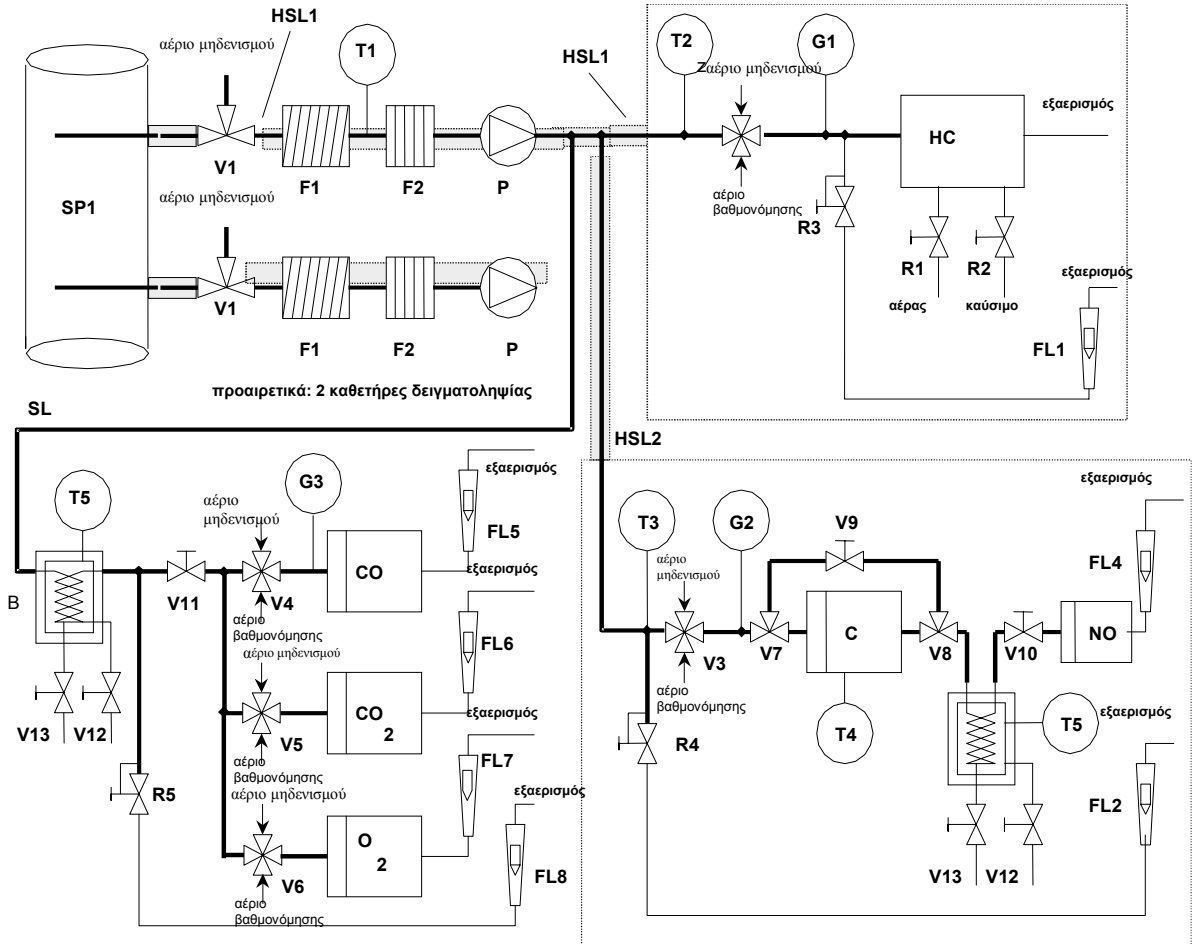 HSL1
αέριο μηδενισμού
T1
HSL1
T2
G1
Zαέριο μηδενισμού
εξαερισμός
HC
V1
F1
F2
P
αέριο
βαθμονόμησης
αέριο μηδενισμού
SP1
R3
R1
R2
αέρας
καύσιμο
εξαερισμός
V1
F1
F2
P
FL1
προαιρετικά: 2 καθετήρες δειγματοληψίας
SL
HSL2
T5
αέριο
μηδενισμού
G3
εξαερισμός
FL5
CO
εξαερισμός
B
V11
V4
αέριο
βαθμονόμησης
αέριο μηδενισμού
FL6
V13
V12
V5
CO
2
εξαερισμός
αέριο
βαθμονόμησης
αέριο μηδενισμού
FL7
εξαερισμός
R5
O
2
V6
αέριο
βαθμονόμησης
FL8
T3
G2
V9
εξαερισμός
FL4
αέριο
μηδενισμού
V3
V7
C
V8
V10
NO
αέριο
βαθμονόμησης
R4
T4
T5
εξαερισμός
FL2
V13
V12